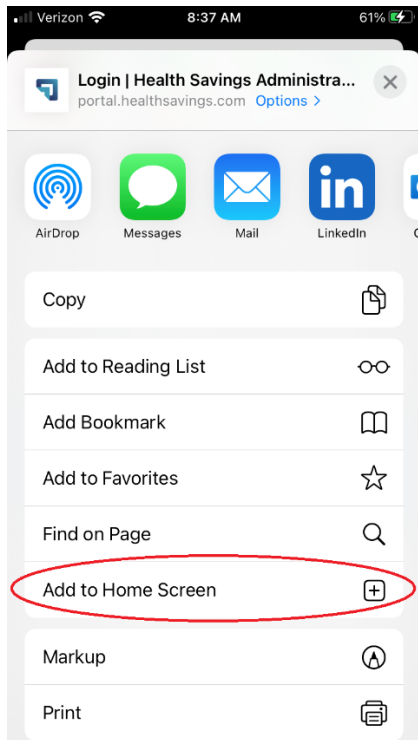 Verizon 8:37 AM 61%
Login | Health Savings Administra...
portal.healthsavings.com Options >
in
AirDrop Messages Mail LinkedIn
Copy
Add to Reading List
Add Bookmark
Add to Favorites
Find on Page
Add to Home Screen
Markup
Print